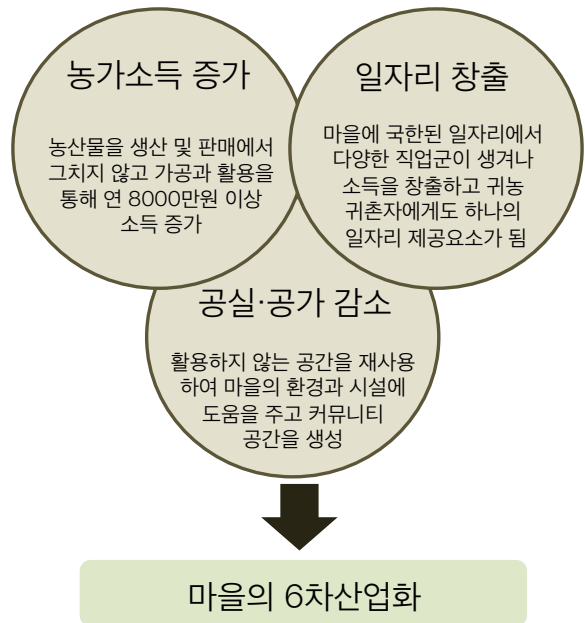 농가소득 증가
농산물을 생산 및 판매에서
그치지 않고 가공과 활용을
통해 연 8000만원 이상
소득 증가
일자리 창출
마을에 국한된 일자리에서
다양한 직업군이 생겨나
소득을 창출하고 귀농
귀촌자에게도 하나의
일자리 제공요소가 됨
공실·공가 감소
활용하지 않는 공간을 재사용
하여 마을의 환경과 시설에
도움을 주고 커뮤니티
공간을 생성
마을의 6차산업화